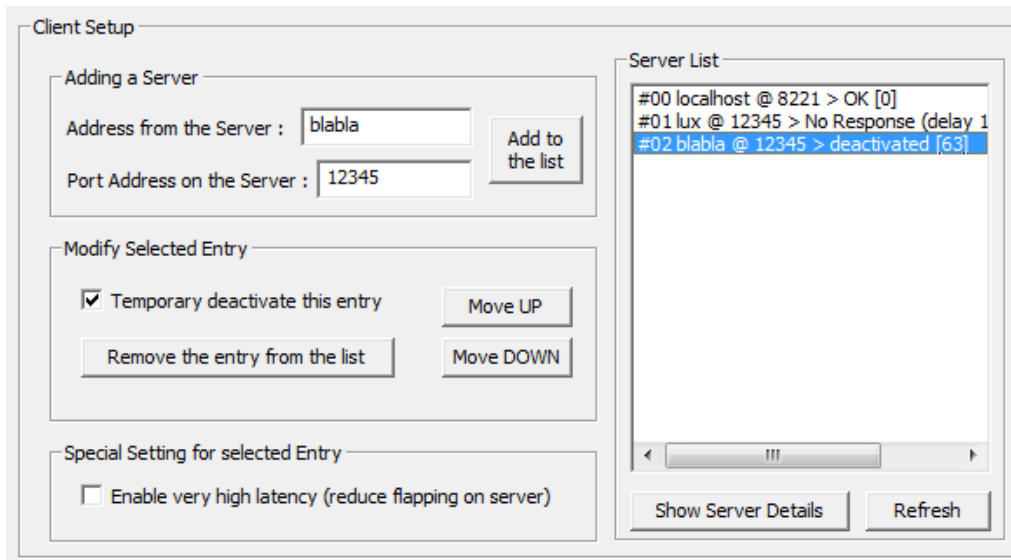 Client Setup
Adding a Server
Address from the Server : blabla
Port Address on the Server : 12345
Add to
the list
Modify Selected Entry
Temporary deactivate this entry
Move UP
Remove the entry from the list
Move DOWN
Special Setting for selected Entry
Enable very high latency (reduce flapping on server)
Server List
#00 localhost @ 8221 > OK [0]
#01 lux @ 12345 > No Response (delay 1
#02 blabla @ 12345 > deactivated [63]
Show Server Details
Refresh